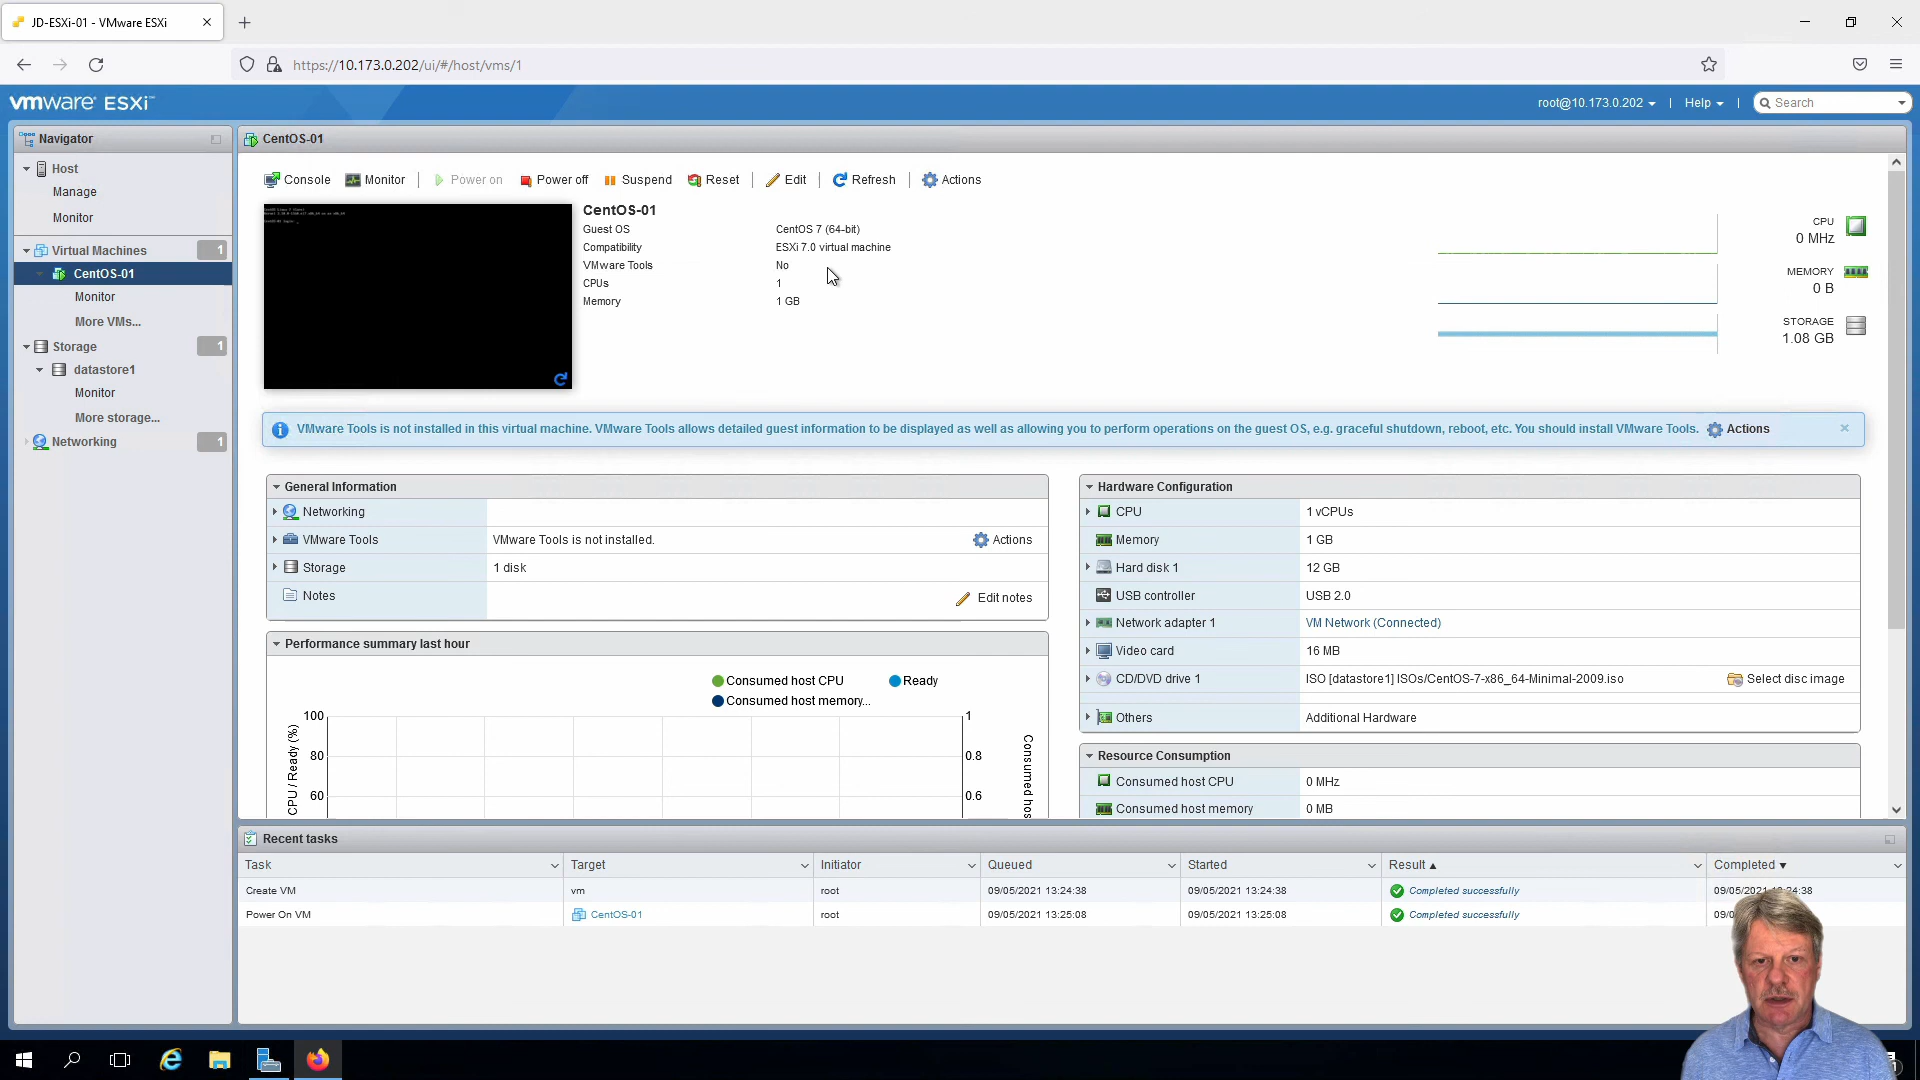 JD-ESXi-01 - VMware ESXi
https://10.173.0.202/ui/#/host/vms/1
vmware ESXi™
root@10.173.0.202 | Help | Search
Navigator
Host
Manage
Monitor
Virtual Machines 1
CentOS-01
Monitor
More VMs...
Storage 1
datastore1
Monitor
More storage...
Networking 1
CentOS-01
Console Monitor | Power on Power off Suspend Reset | Edit | Refresh | Actions
CentOS-01
Guest OS CentOS 7 (64-bit)
Compatibility ESXi 7.0 virtual machine
VMware Tools No
CPUs 1
Memory 1 GB
CPU
0 MHz
MEMORY
0 B
STORAGE
1.08 GB
VMware Tools is not installed in this virtual machine. VMware Tools allows detailed guest information to be displayed as well as allowing you to perform operations on the guest OS, e.g. graceful shutdown, reboot, etc. You should install VMware Tools. Actions
General Information
Networking
VMware Tools VMware Tools is not installed. Actions
Storage 1 disk
Notes Edit notes
Performance summary last hour
Consumed host CPU Ready
Consumed host memory...
100 1
80 0.8
60 0.6
CPU / Ready (%)
Consumed hos
Hardware Configuration
CPU 1 vCPUs
Memory 1 GB
Hard disk 1 12 GB
USB controller USB 2.0
Network adapter 1 VM Network (Connected)
Video card 16 MB
CD/DVD drive 1 ISO [datastore1] ISOs/CentOS-7-x86_64-Minimal-2009.iso Select disc image
Others Additional Hardware
Resource Consumption
Consumed host CPU 0 MHz
Consumed host memory 0 MB
Recent tasks
Task Target Initiator Queued Started Result Completed
Create VM vm root 09/05/2021 13:24:38 09/05/2021 13:24:38 Completed successfully 09/05/2021 13:24:38
Power On VM CentOS-01 root 09/05/2021 13:25:08 09/05/2021 13:25:08 Completed successfully 09/0